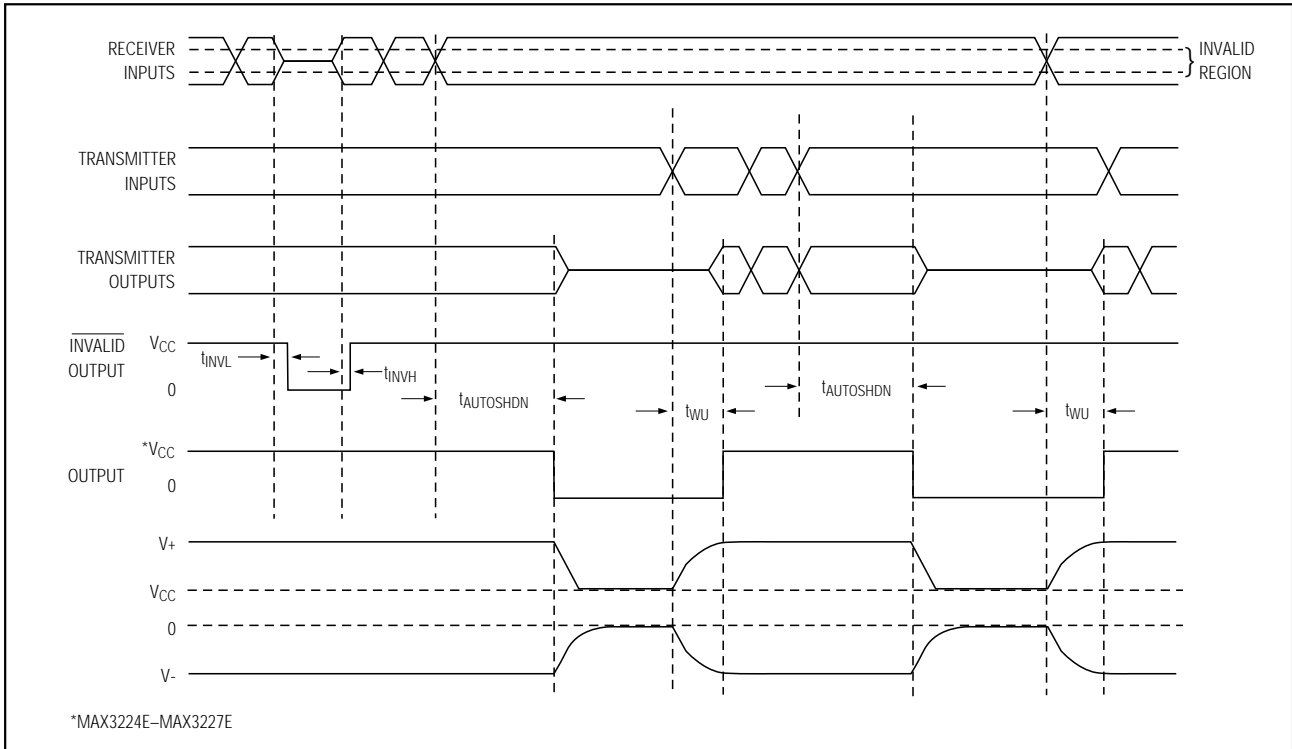 RECEIVER
INPUTS
INVALID
REGION
TRANSMITTER
INPUTS
TRANSMITTER
OUTPUTS
INVALID
OUTPUT
VCC
0
tINVL
tINVH
tAUTOSHDN
tWU
tAUTOSHDN
tWU
OUTPUT
*VCC
0
V+
VCC
0
V-
*MAX3224E–MAX3227E